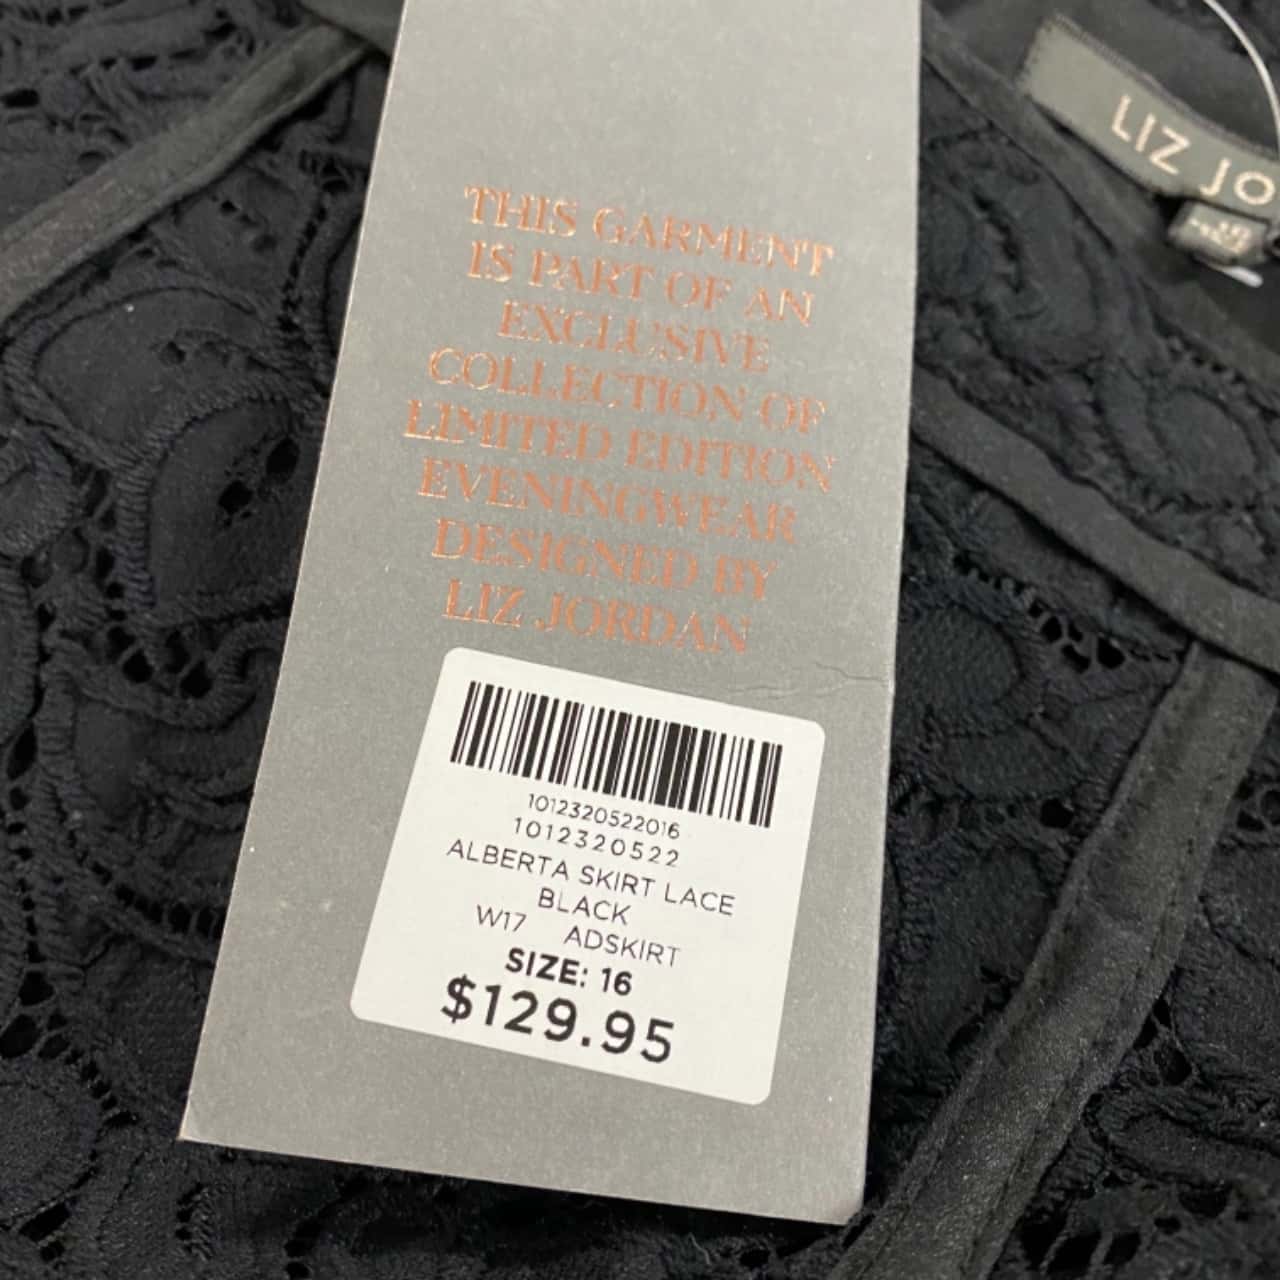 LIZ JO
THIS GARMENT
IS PART OF AN
EXCLUSIVE
COLLECTION OF
LIMITED EDITION
EVENINGWEAR
DESIGNED BY
LIZ JORDAN
1012320522016
1012320522
ALBERTA SKIRT LACE
BLACK
W17 ADSKIRT
SIZE: 16
$129.95